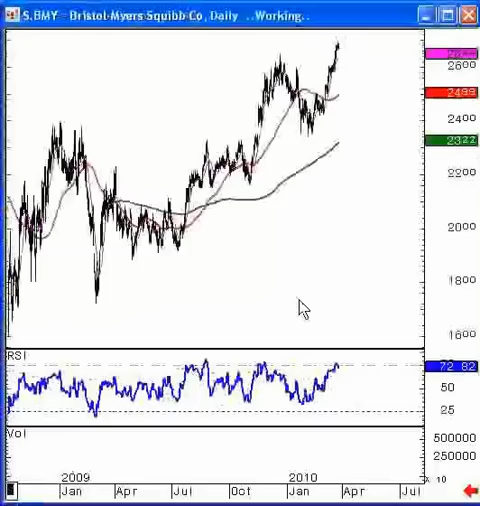 S.BMY - Bristol-Myers Squibb Co, Daily ..Working..
2600
2499
2400
2322
2200
2000
1800
1600
RSI
72 82
50
25
Vol
500000
250000
X 10
2009 2010
Jan Apr Jul Oct Jan Apr Jul